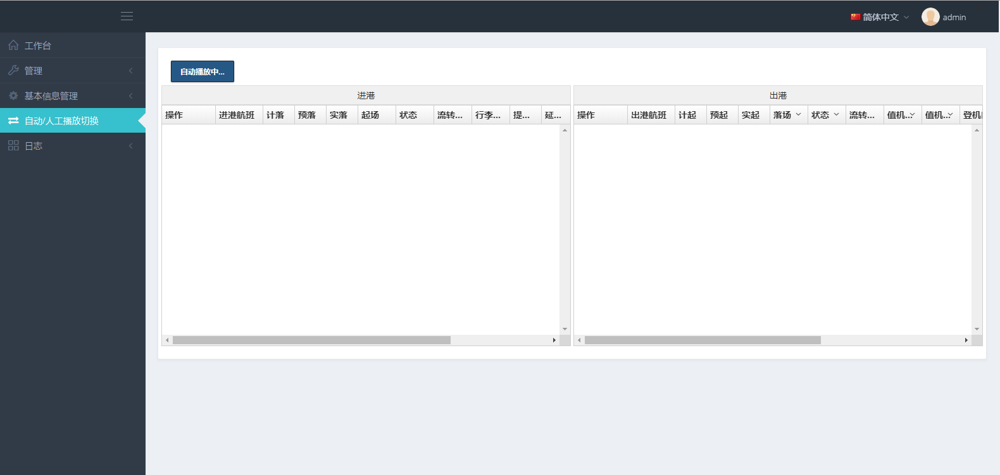 简体中文 admin
工作台
管理
基本信息管理
自动/人工播放切换
日志
自动播放中...
进港
操作 进港航班 计落 预落 实落 起场 状态 流转... 行李... 提... 延...
出港
操作 出港航班 计起 预起 实起 落场 状态 流转... 值机... 值机... 登机